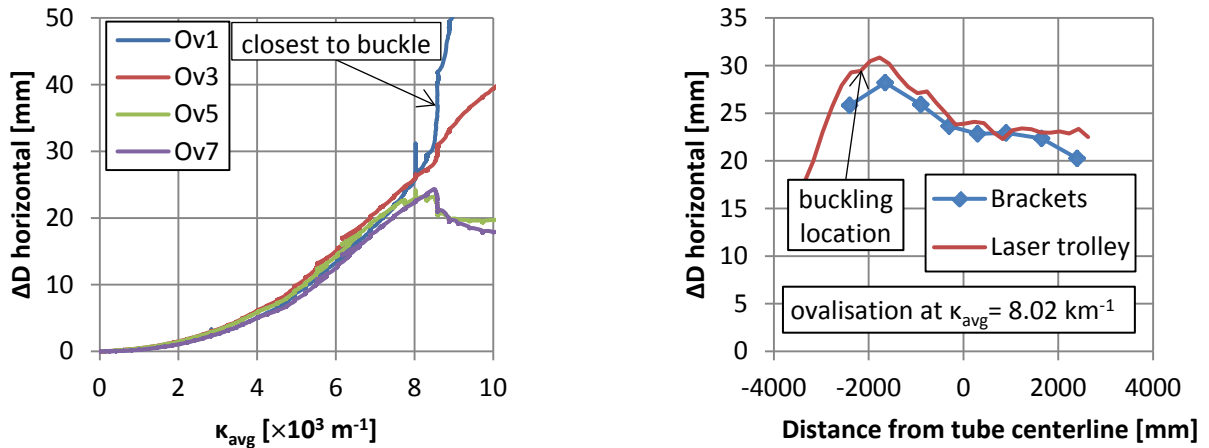 50
40
30
20
10
0
ΔD horizontal [mm]
Ov1
Ov3
Ov5
Ov7
closest to buckle
0 2 4 6 8 10
κavg [×10³ m⁻¹]
35
30
25
20
15
10
5
0
ΔD horizontal [mm]
buckling
location
Brackets
Laser trolley
ovalisation at κavg= 8.02 km⁻¹
-4000 -2000 0 2000 4000
Distance from tube centerline [mm]